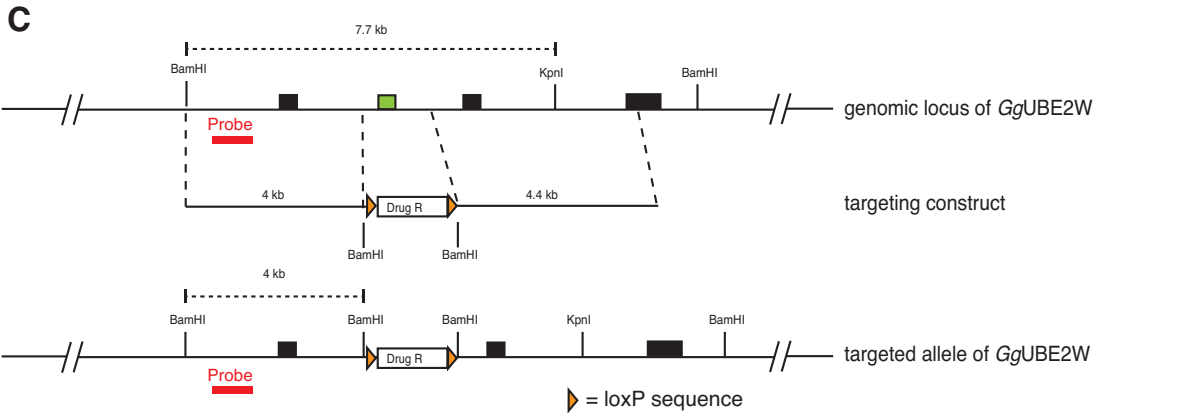 C
7.7 kb
BamHI
KpnI
BamHI
genomic locus of GgUBE2W
Probe
4 kb
Drug R
4.4 kb
targeting construct
BamHI
BamHI
4 kb
BamHI
BamHI
BamHI
KpnI
BamHI
Drug R
targeted allele of GgUBE2W
Probe
= loxP sequence